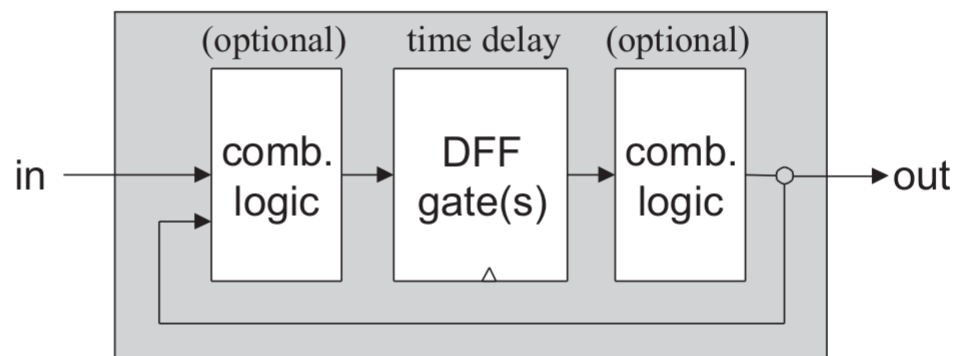 (optional) time delay (optional)
in
comb.
logic
DFF
gate(s)
comb.
logic
out